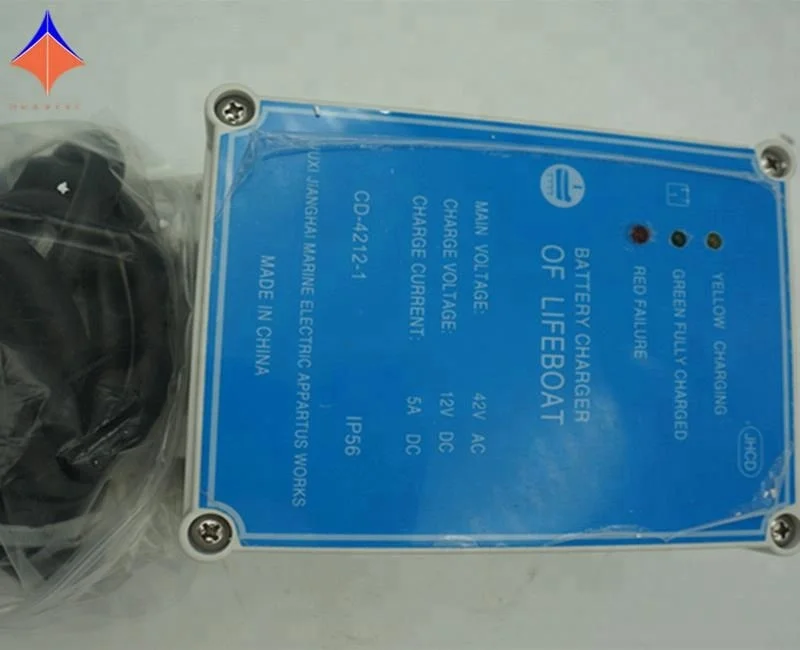 JHCD
YELLOW CHARGING
GREEN FULLY CHARGED
RED FAILURE
BATTERY CHARGER
OF LIFEBOAT
MAIN VOLTAGE: 42V AC
CHARGE VOLTAGE: 12V DC
CHARGE CURRENT: 5A DC
CD-4212-1 IP56
WUXI JIANGHAI MARINE ELECTRIC APPARTUS WORKS
MADE IN CHINA